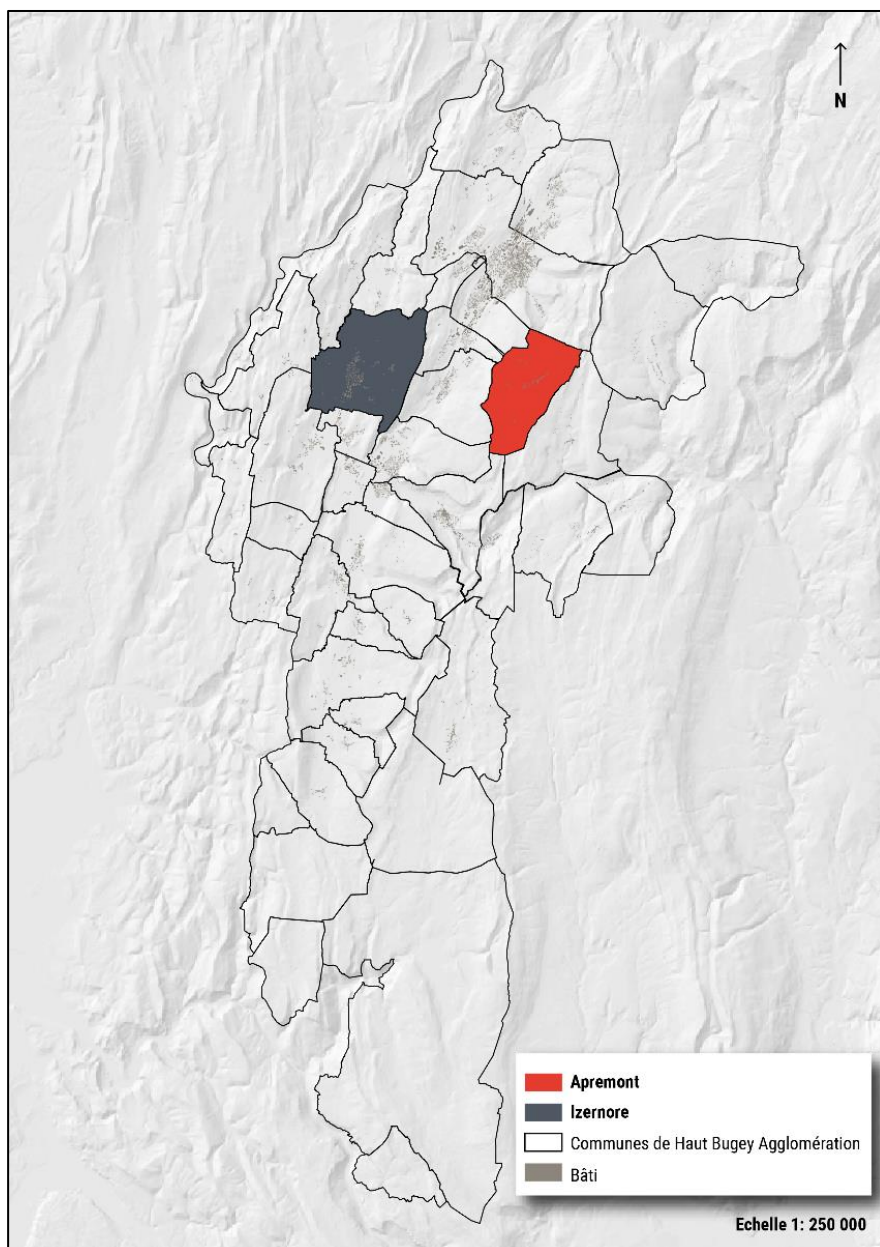 N
Apremont
Izernore
Communes de Haut Bugey Agglomération
Bâti
Echelle 1: 250 000